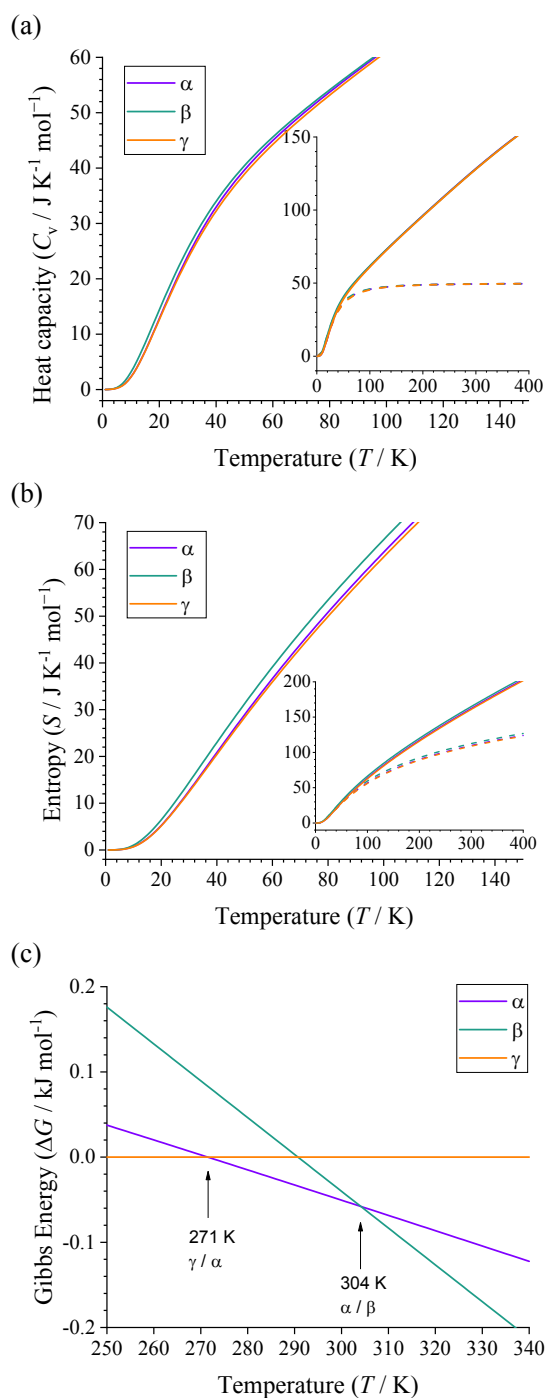 (a)
60
50
40
30
20
10
0
Heat capacity (Cᵥ / J K⁻¹ mol⁻¹)
α
β
γ
150
100
50
0
0 100 200 300 400
0 20 40 60 80 100 120 140
Temperature (T / K)
(b)
70
60
50
40
30
20
10
0
Entropy (S / J K⁻¹ mol⁻¹)
α
β
γ
200
150
100
50
0
0 100 200 300 400
0 20 40 60 80 100 120 140
Temperature (T / K)
(c)
0.2
0.1
0.0
-0.1
-0.2
Gibbs Energy (ΔG / kJ mol⁻¹)
α
β
γ
271 K
γ / α
304 K
α / β
250 260 270 280 290 300 310 320 330 340
Temperature (T / K)